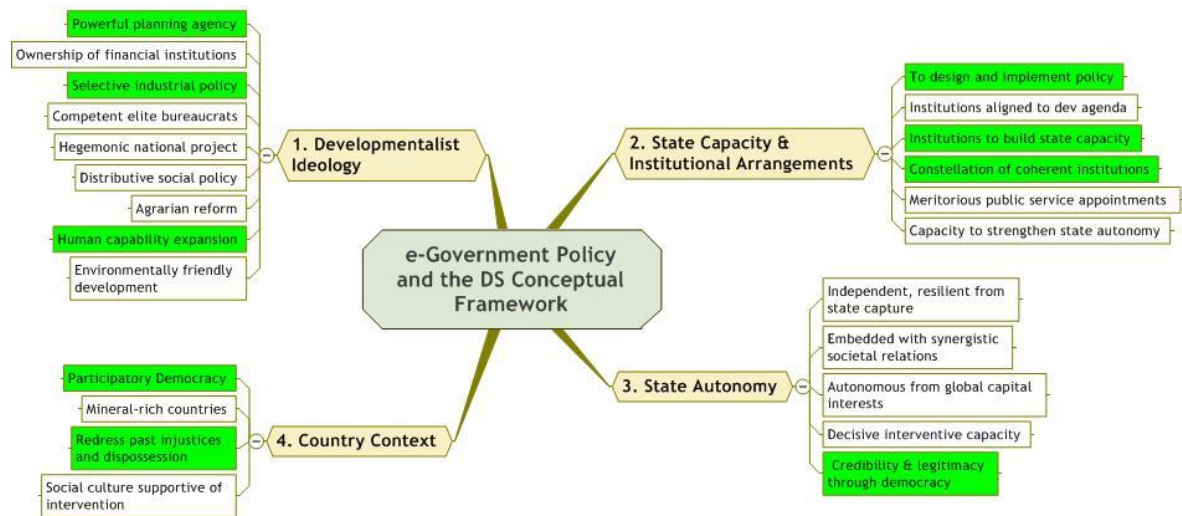 e-Government Policy
and the DS Conceptual
Framework
1. Developmentalist
Ideology
Powerful planning agency
Ownership of financial institutions
Selective industrial policy
Competent elite bureaucrats
Hegemonic national project
Distributive social policy
Agrarian reform
Human capability expansion
Environmentally friendly
development
2. State Capacity &
Institutional Arrangements
To design and implement policy
Institutions aligned to dev agenda
Institutions to build state capacity
Constellation of coherent institutions
Meritorious public service appointments
Capacity to strengthen state autonomy
3. State Autonomy
Independent, resilient from
state capture
Embedded with synergistic
societal relations
Autonomous from global capital
interests
Decisive interventive capacity
Credibility & legitimacy
through democracy
4. Country Context
Participatory Democracy
Mineral-rich countries
Redress past injustices
and dispossession
Social culture supportive of
intervention